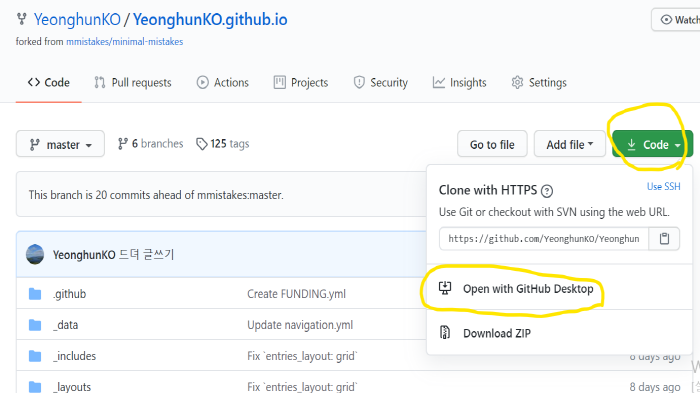 YeonghunKO / YeonghunKO.github.io
Watch
forked from mmistakes/minimal-mistakes
Code Pull requests Actions Projects Security Insights Settings
master 6 branches 125 tags Go to file Add file Code
This branch is 20 commits ahead of mmistakes:master.
Clone with HTTPS Use SSH
Use Git or checkout with SVN using the web URL.
https://github.com/YeonghunKO/Yeonghun
Open with GitHub Desktop
Download ZIP
YeonghunKO 드뎌 글쓰기
.github Create FUNDING.yml
_data Update navigation.yml
_includes Fix `entries_layout: grid` 8 days ago
_layouts Fix `entries_layout: grid` 8 days ago